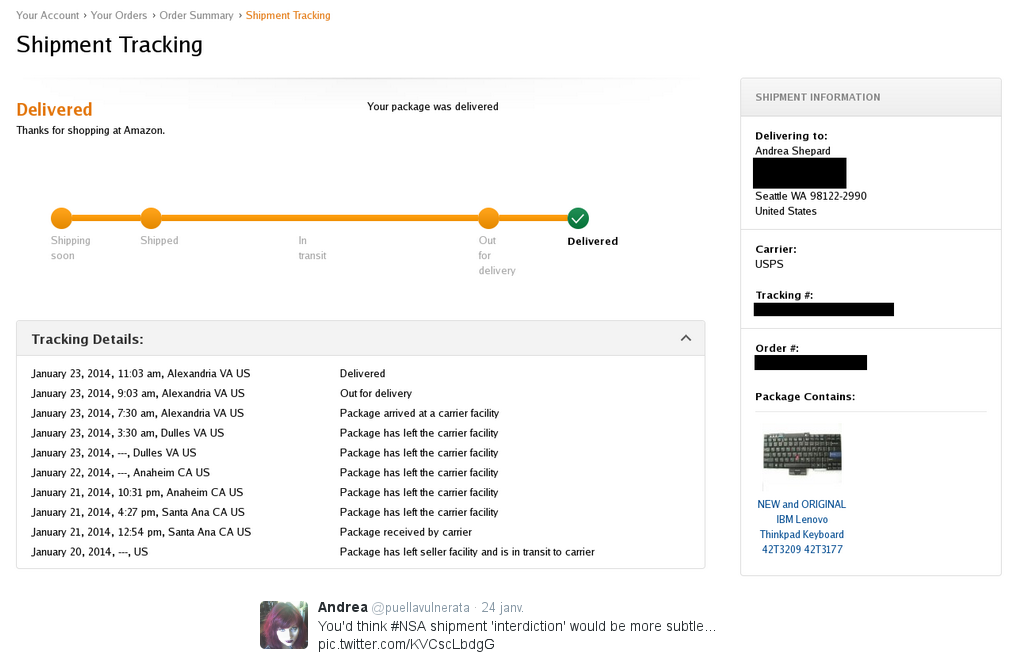 Your Account › Your Orders › Order Summary › Shipment Tracking
Shipment Tracking
Delivered
Your package was delivered
Thanks for shopping at Amazon.
Shipping soon
Shipped
In transit
Out for delivery
Delivered
Tracking Details:
January 23, 2014, 11:03 am, Alexandria VA US Delivered
January 23, 2014, 9:03 am, Alexandria VA US Out for delivery
January 23, 2014, 7:30 am, Alexandria VA US Package arrived at a carrier facility
January 23, 2014, 3:30 am, Dulles VA US Package has left the carrier facility
January 23, 2014, ---, Dulles VA US Package has left the carrier facility
January 22, 2014, ---, Anaheim CA US Package has left the carrier facility
January 21, 2014, 10:31 pm, Anaheim CA US Package has left the carrier facility
January 21, 2014, 4:27 pm, Santa Ana CA US Package has left the carrier facility
January 21, 2014, 12:54 pm, Santa Ana CA US Package received by carrier
January 20, 2014, ---, US Package has left seller facility and is in transit to carrier
SHIPMENT INFORMATION
Delivering to:
Andrea Shepard
Seattle WA 98122-2990
United States
Carrier:
USPS
Tracking #:
Order #:
Package Contains:
NEW and ORIGINAL
IBM Lenovo
Thinkpad Keyboard
42T3209 42T3177
Andrea @puellavulnerata · 24 janv.
You'd think #NSA shipment 'interdiction' would be more subtle...
pic.twitter.com/KVCscLbdgG